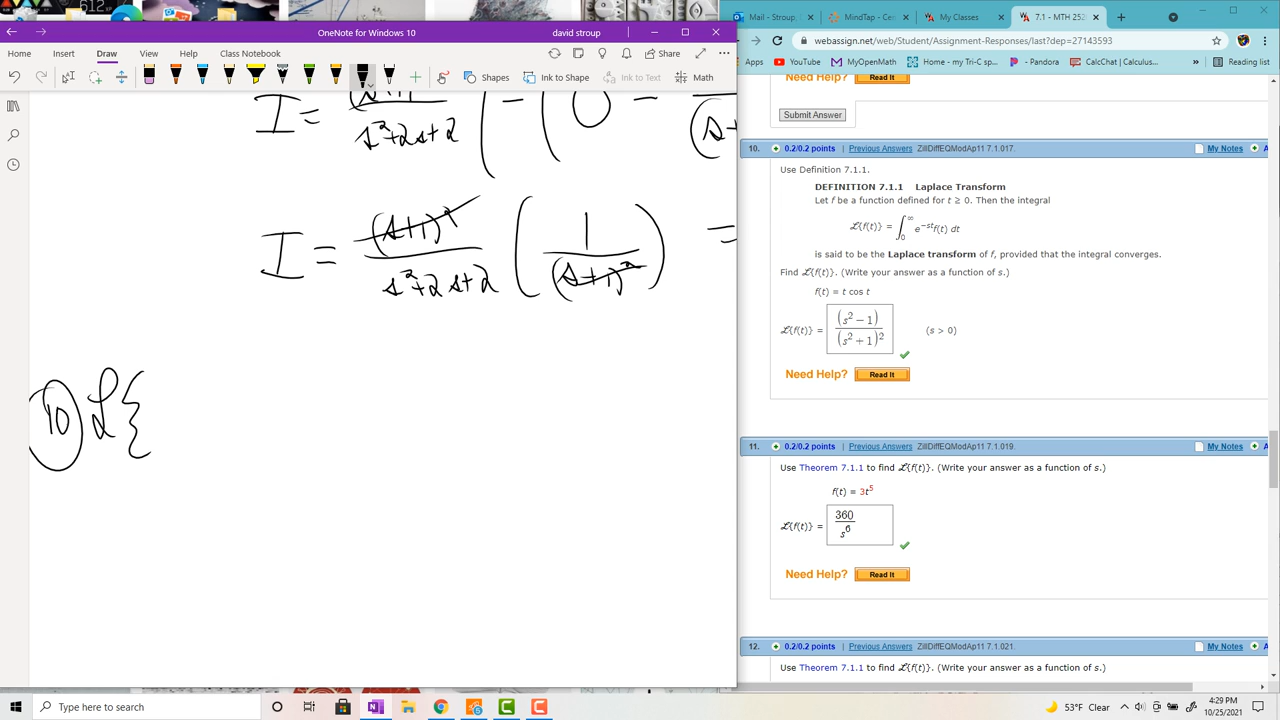 612
OneNote for Windows 10
david stroup
Home Insert Draw View Help Class Notebook
Share
Shapes Ink to Shape Ink to Text Math
I =
s²+2s+2
( - ( 0 -
I = (s+1)² / s²+2s+2 ( 1 / (s+1)² ) =
10 ℒ{
Mail - Strou
MindTap - Ce
My Classes
7.1 - MTH 252
webassign.net/web/Student/Assignment-Responses/last?dep=27143593
YouTube MyOpenMath Home - my Tri-C sp... - Pandora CalcChat | Calculus... Reading list
Need Help? Read It
Submit Answer
10. 0.2/0.2 points | Previous Answers ZillDiffEQModAp11 7.1.017. My Notes A
Use Definition 7.1.1.
DEFINITION 7.1.1 Laplace Transform
Let f be a function defined for t ≥ 0. Then the integral
ℒ{f(t)} = ∫₀^∞ e^−st f(t) dt
is said to be the Laplace transform of f, provided that the integral converges.
Find ℒ{f(t)}. (Write your answer as a function of s.)
f(t) = t cos t
ℒ{f(t)} = (s² − 1) / (s² + 1)² (s > 0)
Need Help? Read It
11. 0.2/0.2 points | Previous Answers ZillDiffEQModAp11 7.1.019. My Notes A
Use Theorem 7.1.1 to find ℒ{f(t)}. (Write your answer as a function of s.)
f(t) = 3t⁵
ℒ{f(t)} = 360 / s⁶
Need Help? Read It
12. 0.2/0.2 points | Previous Answers ZillDiffEQModAp11 7.1.021. My Notes A
Use Theorem 7.1.1 to find ℒ{f(t)}. (Write your answer as a function of s.)
Type here to search
53°F Clear
4:29 PM
10/25/2021